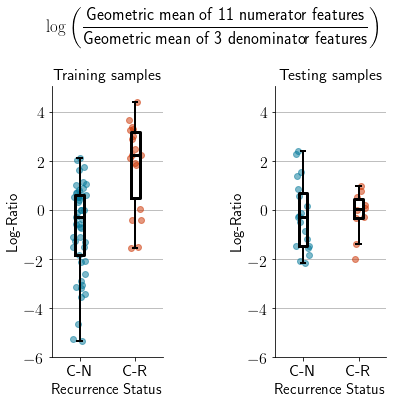 log ( Geometric mean of 11 numerator features
Geometric mean of 3 denominator features )
Training samples
Testing samples
Log-Ratio
4
2
0
−2
−4
−6
C-N
C-R
Recurrence Status
Log-Ratio
4
2
0
−2
−4
−6
C-N
C-R
Recurrence Status